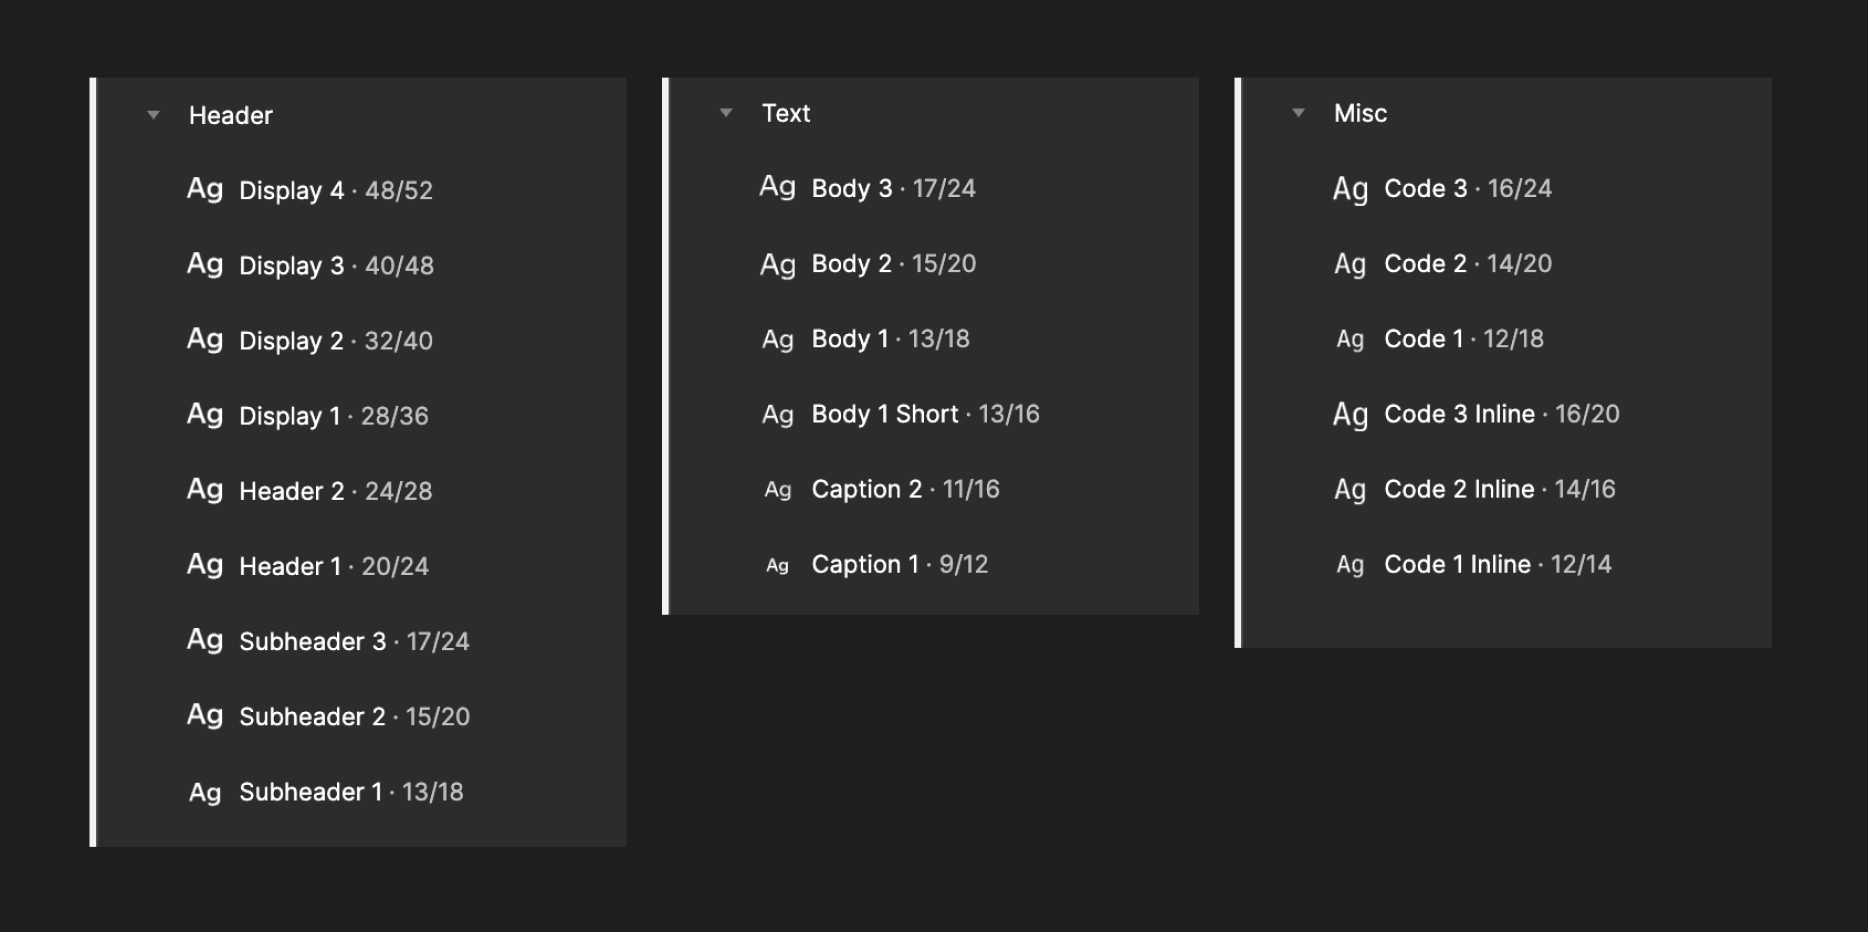 Header
Ag Display 4 · 48/52
Ag Display 3 · 40/48
Ag Display 2 · 32/40
Ag Display 1 · 28/36
Ag Header 2 · 24/28
Ag Header 1 · 20/24
Ag Subheader 3 · 17/24
Ag Subheader 2 · 15/20
Ag Subheader 1 · 13/18
Text
Ag Body 3 · 17/24
Ag Body 2 · 15/20
Ag Body 1 · 13/18
Ag Body 1 Short · 13/16
Ag Caption 2 · 11/16
Ag Caption 1 · 9/12
Misc
Ag Code 3 · 16/24
Ag Code 2 · 14/20
Ag Code 1 · 12/18
Ag Code 3 Inline · 16/20
Ag Code 2 Inline · 14/16
Ag Code 1 Inline · 12/14